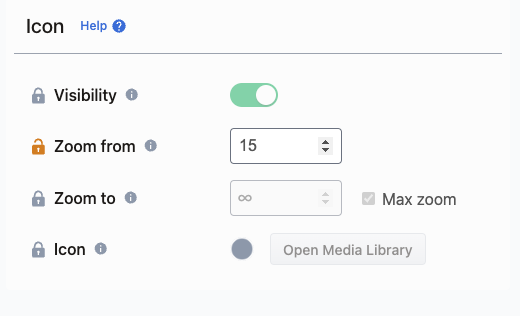 Icon Help ?
Visibility i
Zoom from i 15
Zoom to i ∞ Max zoom
Icon i Open Media Library